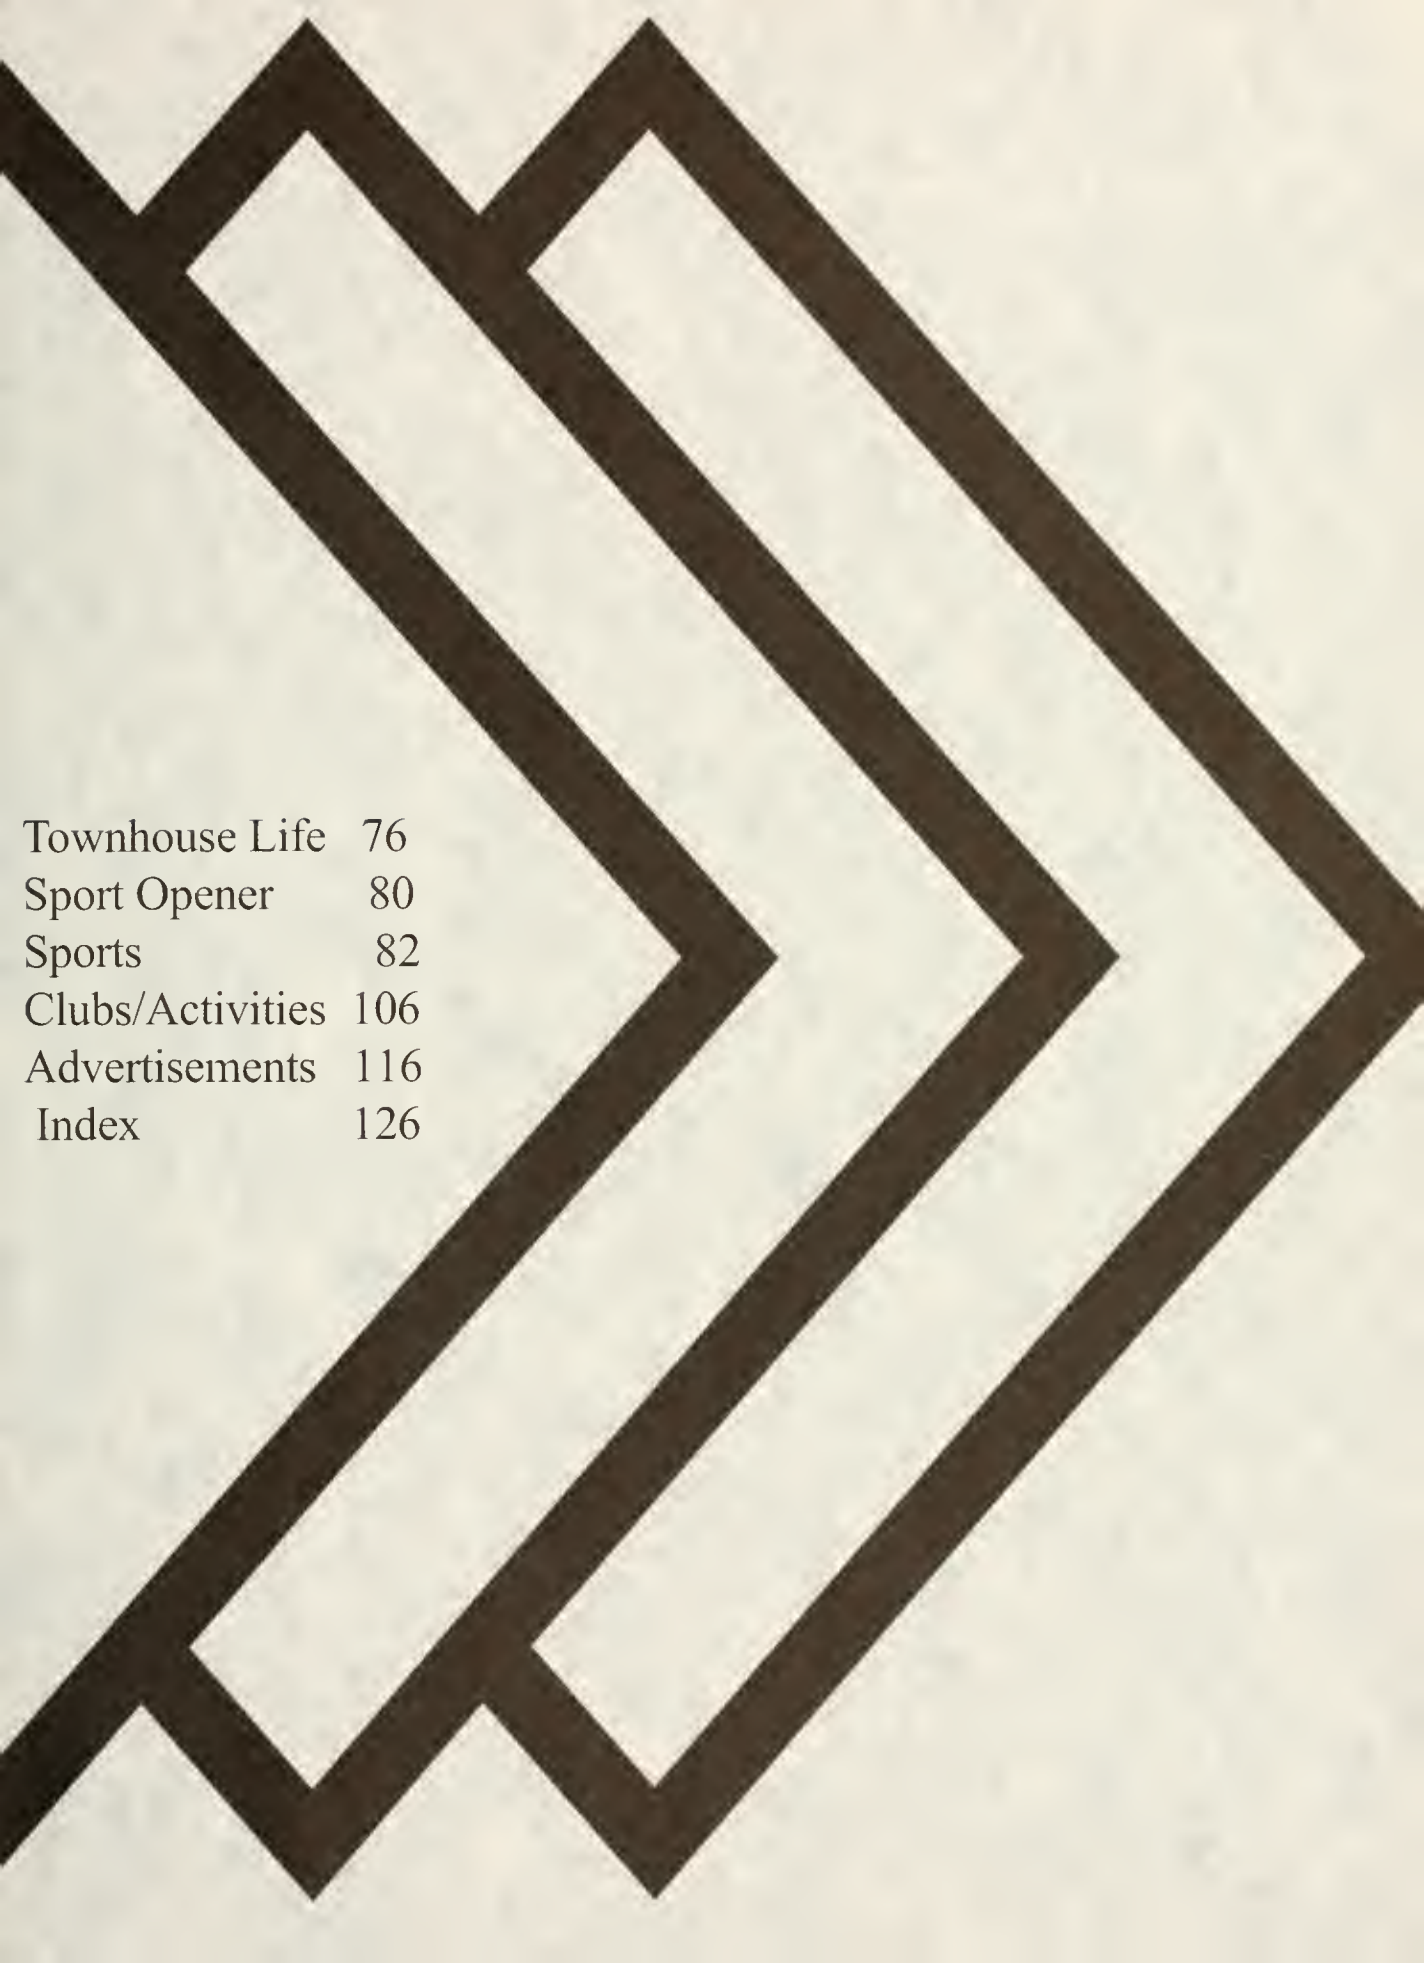 Townhouse Life 76
Sport Opener 80
Sports 82
Clubs/Activities 106
Advertisements 116
Index 126